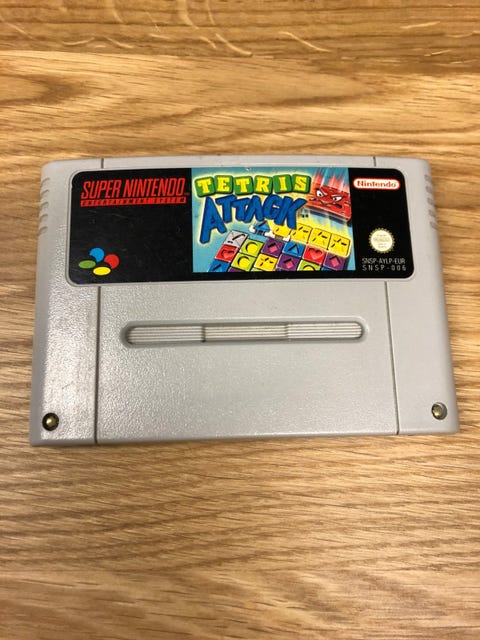 SUPER NINTENDO
ENTERTAINMENT SYSTEM
TETRIS
ATTACK
Nintendo
SNSP-AYLP-EUR
SNSP-006